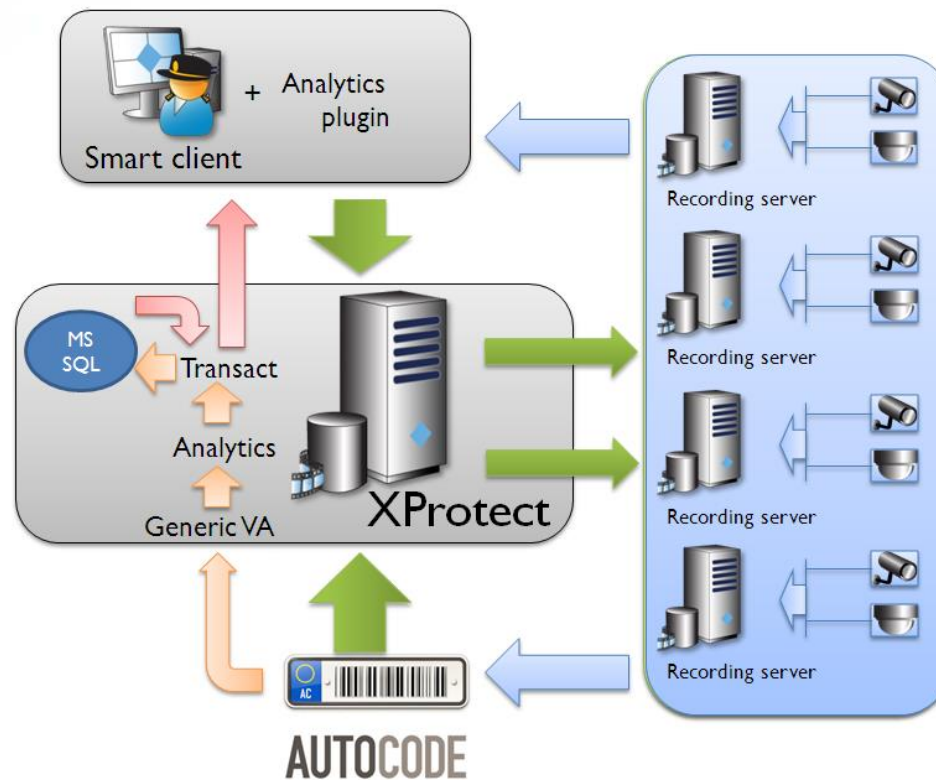 + Analytics
plugin
Smart client
Recording server
Recording server
Recording server
Recording server
MS
SQL
Transact
Analytics
Generic VA
XProtect
AC
AUTOCODE